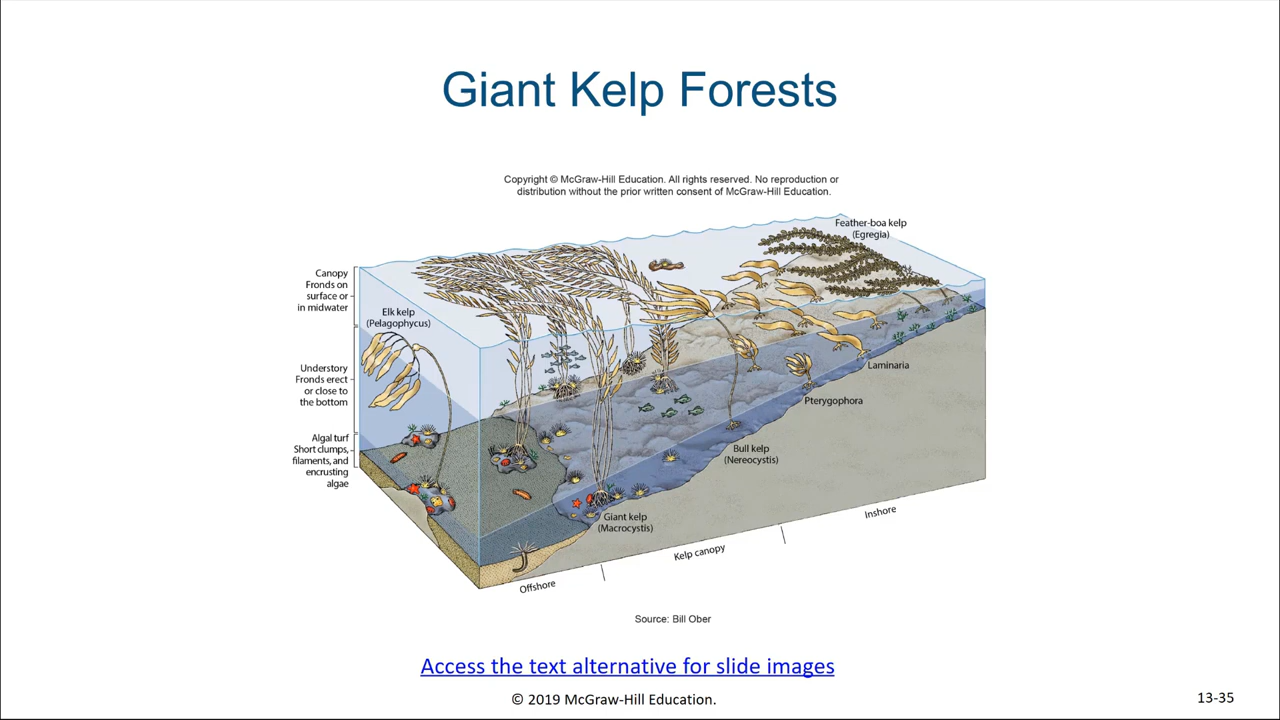 Giant Kelp Forests
Copyright © McGraw-Hill Education. All rights reserved. No reproduction or
distribution without the prior written consent of McGraw-Hill Education.
Feather-boa kelp
(Egregia)
Canopy
Fronds on
surface or
in midwater
Elk kelp
(Pelagophycus)
Understory
Fronds erect
or close to
the bottom
Algal turf
Short clumps,
filaments, and
encrusting
algae
Laminaria
Pterygophora
Bull kelp
(Nereocystis)
Giant kelp
(Macrocystis)
Inshore
Kelp canopy
Offshore
Source: Bill Ober
Access the text alternative for slide images
© 2019 McGraw-Hill Education.
13-35